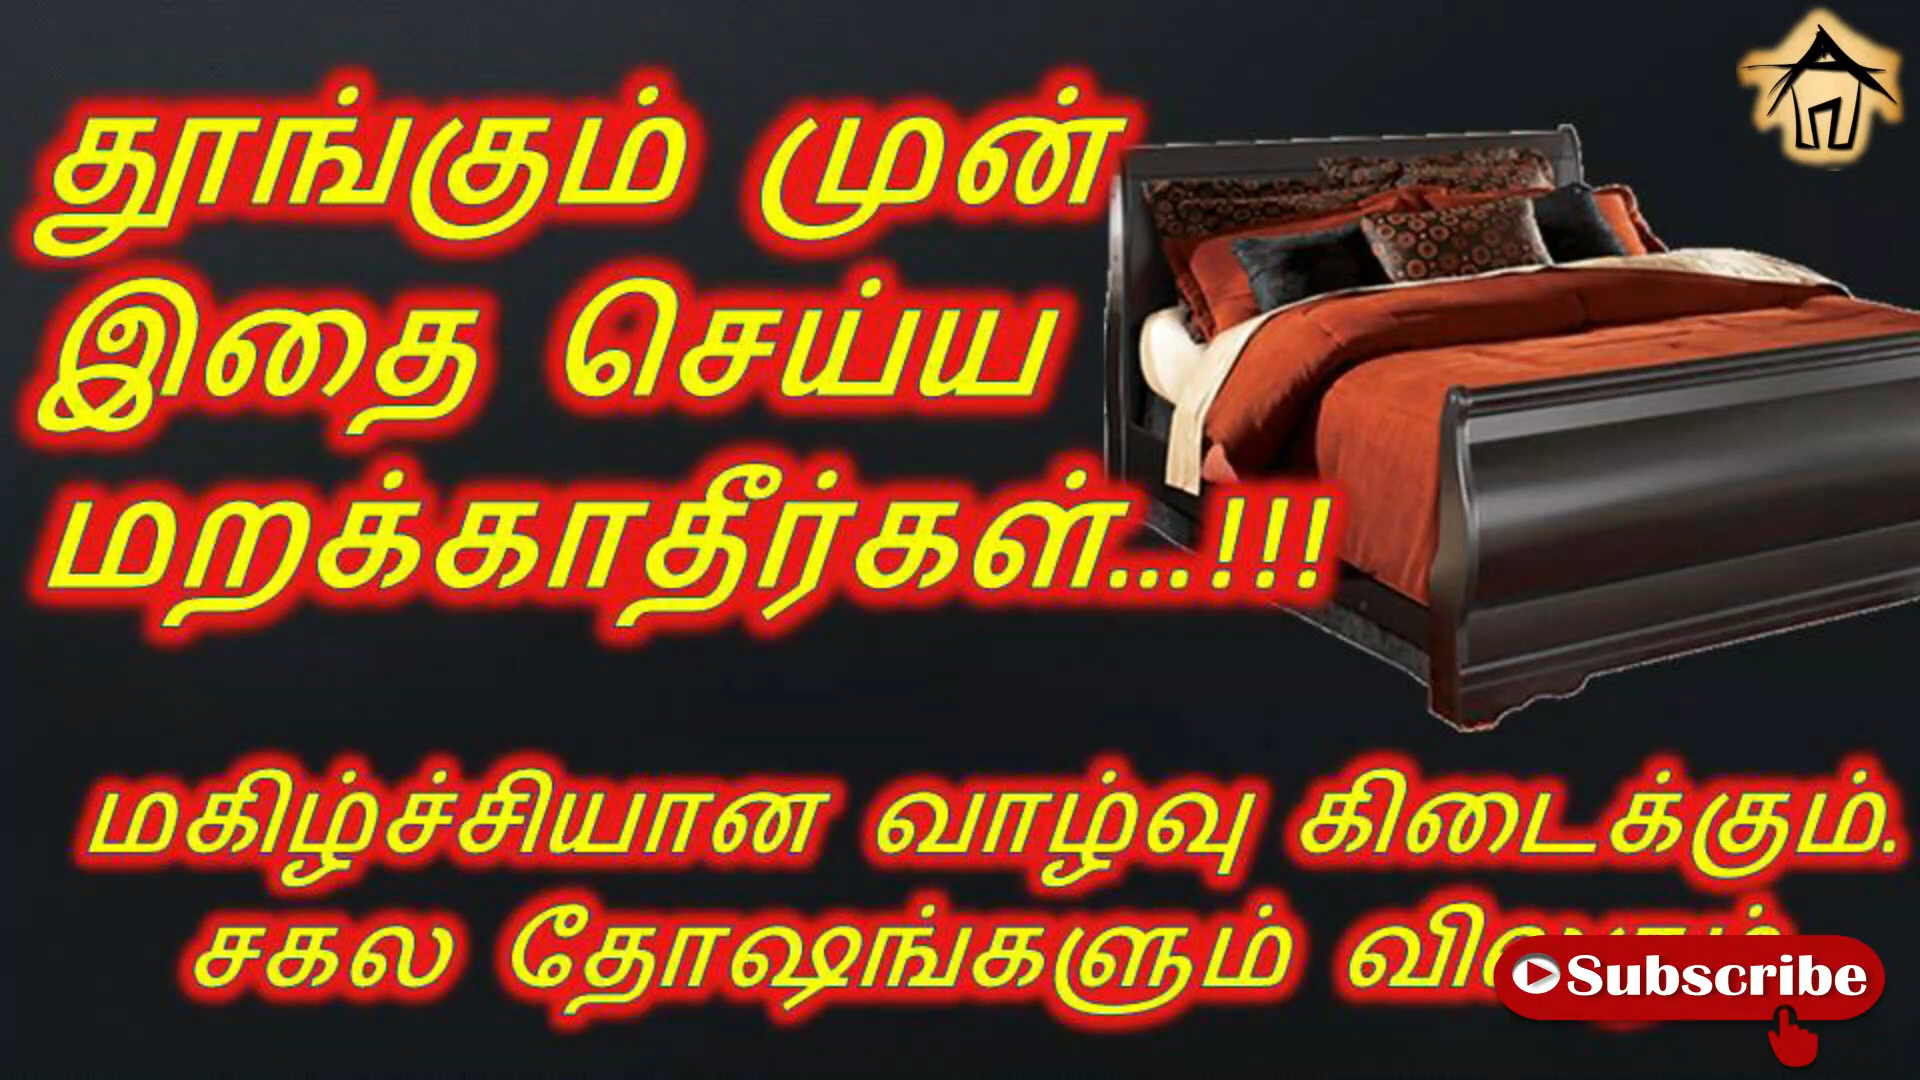 தூங்கும் முன்
இதை செய்ய
மறக்காதீர்கள்...!!!
மகிழ்ச்சியான வாழ்வு கிடைக்கும்.
சகல தோஷங்களும்
Subscribe